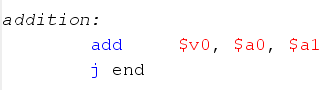 addition:
add $v0, $a0, $a1
j end